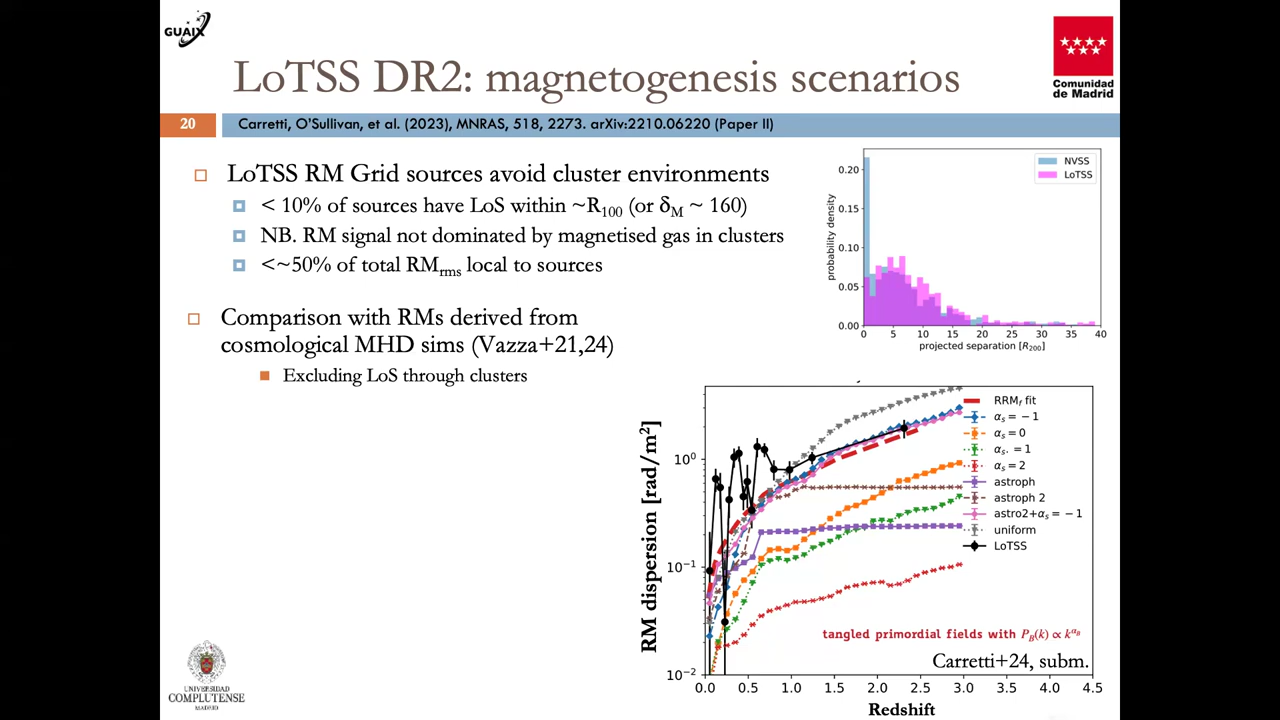 GUAIX
LoTSS DR2: magnetogenesis scenarios
Comunidad
de Madrid
20
Carretti, O'Sullivan, et al. (2023), MNRAS, 518, 2273. arXiv:2210.06220 (Paper II)
LoTSS RM Grid sources avoid cluster environments
< 10% of sources have LoS within ~R₁₀₀ (or δ_M ~ 160)
NB. RM signal not dominated by magnetised gas in clusters
<~50% of total RM_rms local to sources
Comparison with RMs derived from
cosmological MHD sims (Vazza+21,24)
Excluding LoS through clusters
NVSS
LoTSS
probability density
0.20
0.15
0.10
0.05
0.00
0 5 10 15 20 25 30 35 40
projected separation [R₂₀₀]
RM dispersion [rad/m²]
10⁰
10⁻¹
10⁻²
RRM_f fit
α_s = −1
α_s = 0
α_s· = 1
α_s = 2
astroph
astroph 2
astro2+α_s = −1
uniform
LoTSS
tangled primordial fields with P_B(k) ∝ k^α_B
Carretti+24, subm.
0.0 0.5 1.0 1.5 2.0 2.5 3.0 3.5 4.0 4.5
Redshift
UNIVERSIDAD
COMPLUTENSE
MADRID